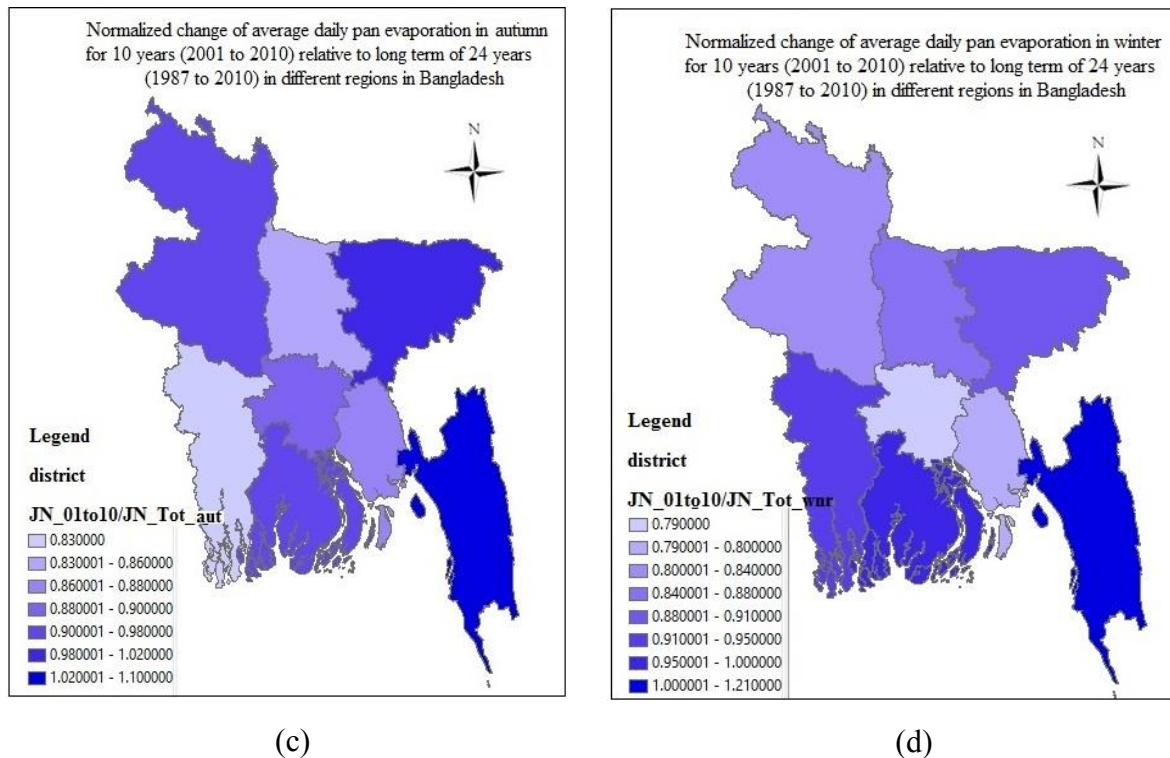 Normalized change of average daily pan evaporation in autumn
for 10 years (2001 to 2010) relative to long term of 24 years
(1987 to 2010) in different regions in Bangladesh
N
Legend
district
JN_01to10/JN_Tot_aut
0.830000
0.830001 - 0.860000
0.860001 - 0.880000
0.880001 - 0.900000
0.900001 - 0.980000
0.980001 - 1.020000
1.020001 - 1.100000
(c)
Normalized change of average daily pan evaporation in winter
for 10 years (2001 to 2010) relative to long term of 24 years
(1987 to 2010) in different regions in Bangladesh
N
Legend
district
JN_01to10/JN_Tot_wnr
0.790000
0.790001 - 0.800000
0.800001 - 0.840000
0.840001 - 0.880000
0.880001 - 0.910000
0.910001 - 0.950000
0.950001 - 1.000000
1.000001 - 1.210000
(d)